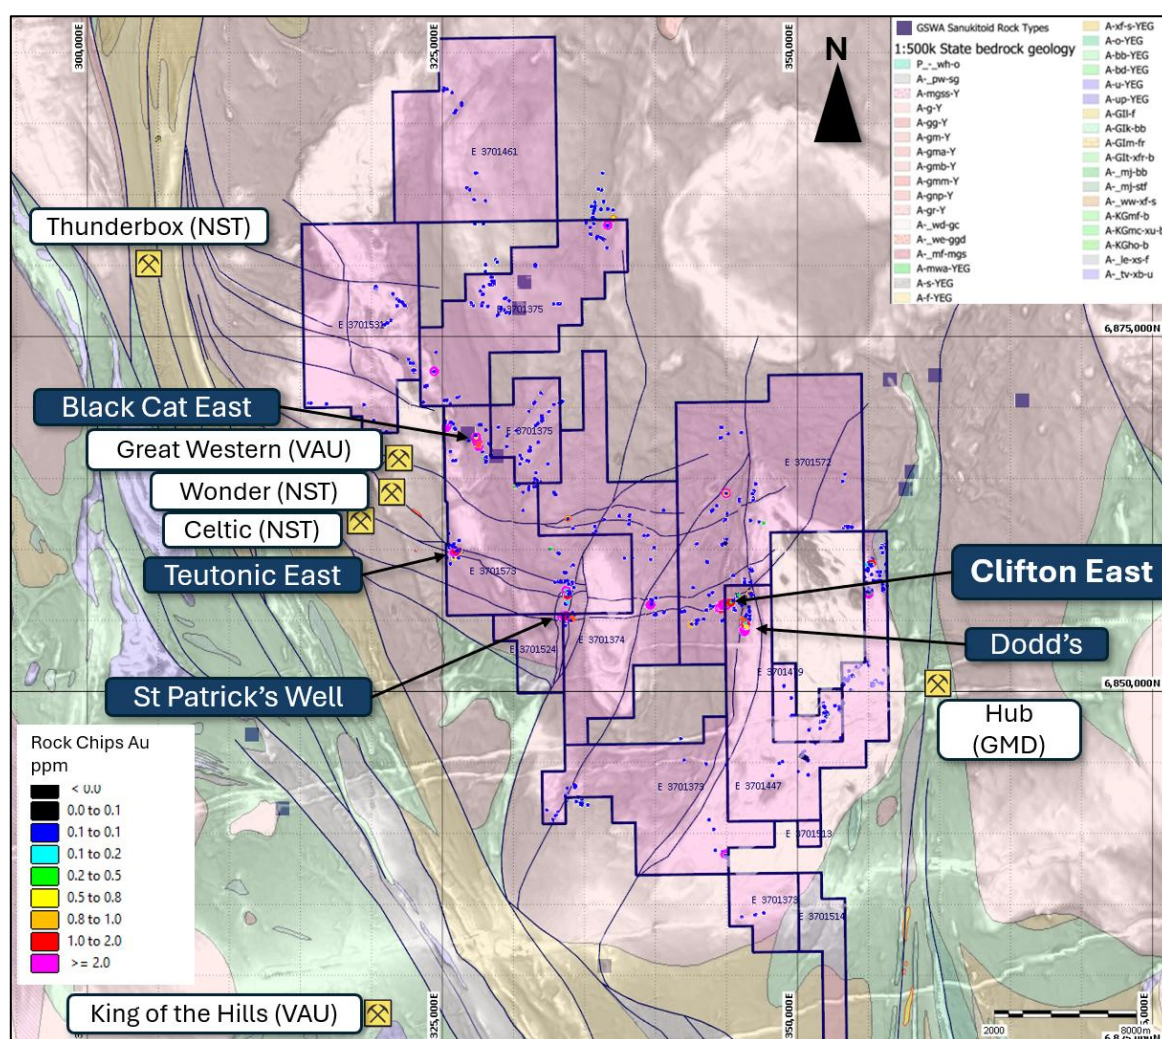 300,000E
325,000E
350,000E
N
GSWA Sanukitoid Rock Types
1:500k State bedrock geology
P_-_wh-o
A-_pw-sg
A-mgss-Y
A-g-Y
A-gg-Y
A-gm-Y
A-gma-Y
A-gmb-Y
A-gmm-Y
A-gnp-Y
A-gr-Y
A-_wd-gc
A-_we-ggd
A-_mf-mgs
A-mwa-YEG
A-s-YEG
A-f-YEG
A-xf-s-YEG
A-o-YEG
A-bb-YEG
A-bd-YEG
A-u-YEG
A-up-YEG
A-GIl-f
A-GIk-bb
A-GIm-fr
A-GIt-xfr-b
A-_mj-bb
A-_mj-stf
A-_ww-xf-s
A-KGmf-b
A-KGmc-xu-b
A-KGho-b
A-_le-xs-f
A-_tv-xb-u
E 3701461
Thunderbox (NST)
E 3701531
E 3701375
6,875,000N
Black Cat East
E 3701375
Great Western (VAU)
E 3701572
Wonder (NST)
Celtic (NST)
Teutonic East
E 3701573
Clifton East
E 3701524
E 3701374
Dodd's
E 3701479
St Patrick's Well
6,850,000N
Hub
(GMD)
Rock Chips Au
ppm
< 0.0
0.0 to 0.1
0.1 to 0.1
0.1 to 0.2
0.2 to 0.5
0.5 to 0.8
0.8 to 1.0
1.0 to 2.0
>= 2.0
E 3701373
E 3701447
E 3701513
E 3701373
E 3701514
King of the Hills (VAU)
325,000E
350,000E
2000
8000m